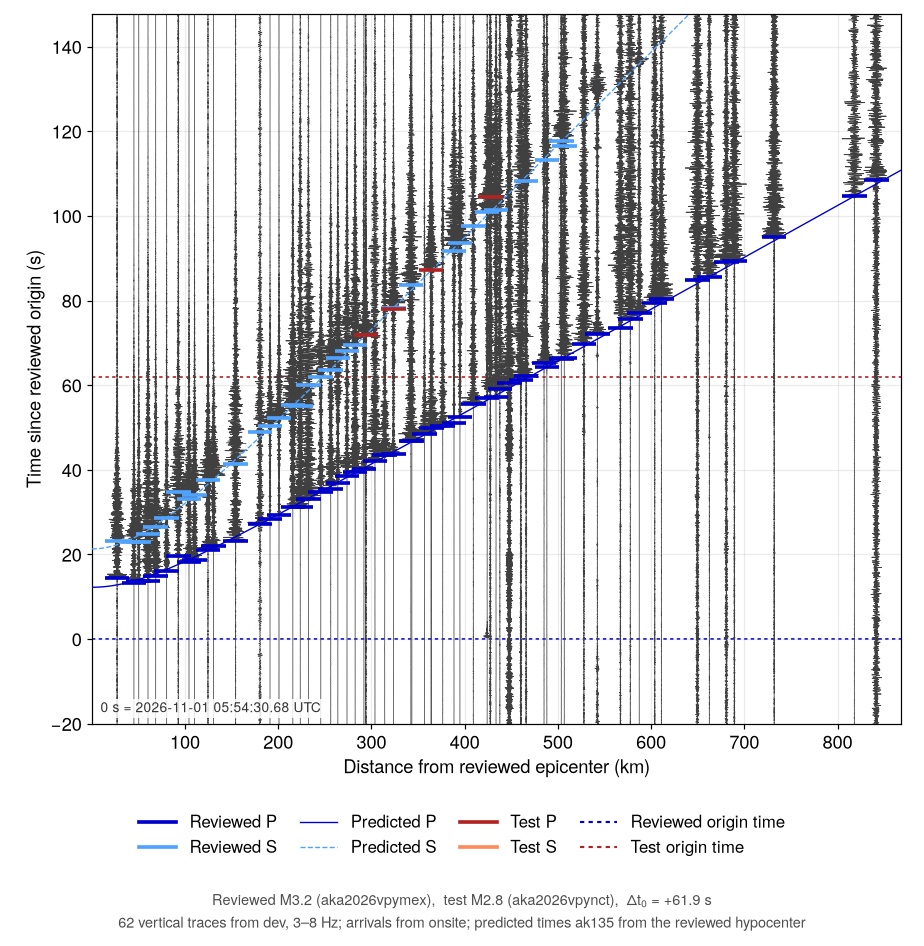 140
120
100
80
60
40
20
0
−20
Time since reviewed origin (s)
0 s = 2026-11-01 05:54:30.68 UTC
100 200 300 400 500 600 700 800
Distance from reviewed epicenter (km)
Reviewed P Predicted P Test P Reviewed origin time
Reviewed S Predicted S Test S Test origin time
Reviewed M3.2 (aka2026vpymex), test M2.8 (aka2026vpynct), Δt₀ = +61.9 s
62 vertical traces from dev, 3–8 Hz; arrivals from onsite; predicted times ak135 from the reviewed hypocenter